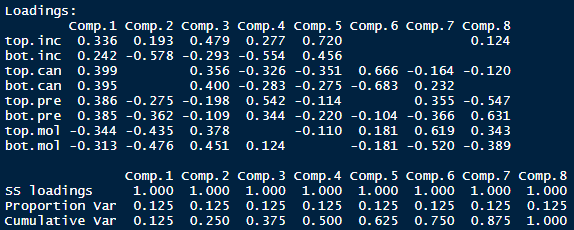 Loadings:
Comp.1 Comp.2 Comp.3 Comp.4 Comp.5 Comp.6 Comp.7 Comp.8
top.inc 0.336 0.193 0.479 0.277 0.720 0.124
bot.inc 0.242 -0.578 -0.293 -0.554 0.456
top.can 0.399 0.356 -0.326 -0.351 0.666 -0.164 -0.120
bot.can 0.395 0.400 -0.283 -0.275 -0.683 0.232
top.pre 0.386 -0.275 -0.198 0.542 -0.114 0.355 -0.547
bot.pre 0.385 -0.362 -0.109 0.344 -0.220 -0.104 -0.366 0.631
top.mol -0.344 -0.435 0.378 -0.110 0.181 0.619 0.343
bot.mol -0.313 -0.476 0.451 0.124 -0.181 -0.520 -0.389
Comp.1 Comp.2 Comp.3 Comp.4 Comp.5 Comp.6 Comp.7 Comp.8
SS loadings 1.000 1.000 1.000 1.000 1.000 1.000 1.000 1.000
Proportion Var 0.125 0.125 0.125 0.125 0.125 0.125 0.125 0.125
Cumulative Var 0.125 0.250 0.375 0.500 0.625 0.750 0.875 1.000